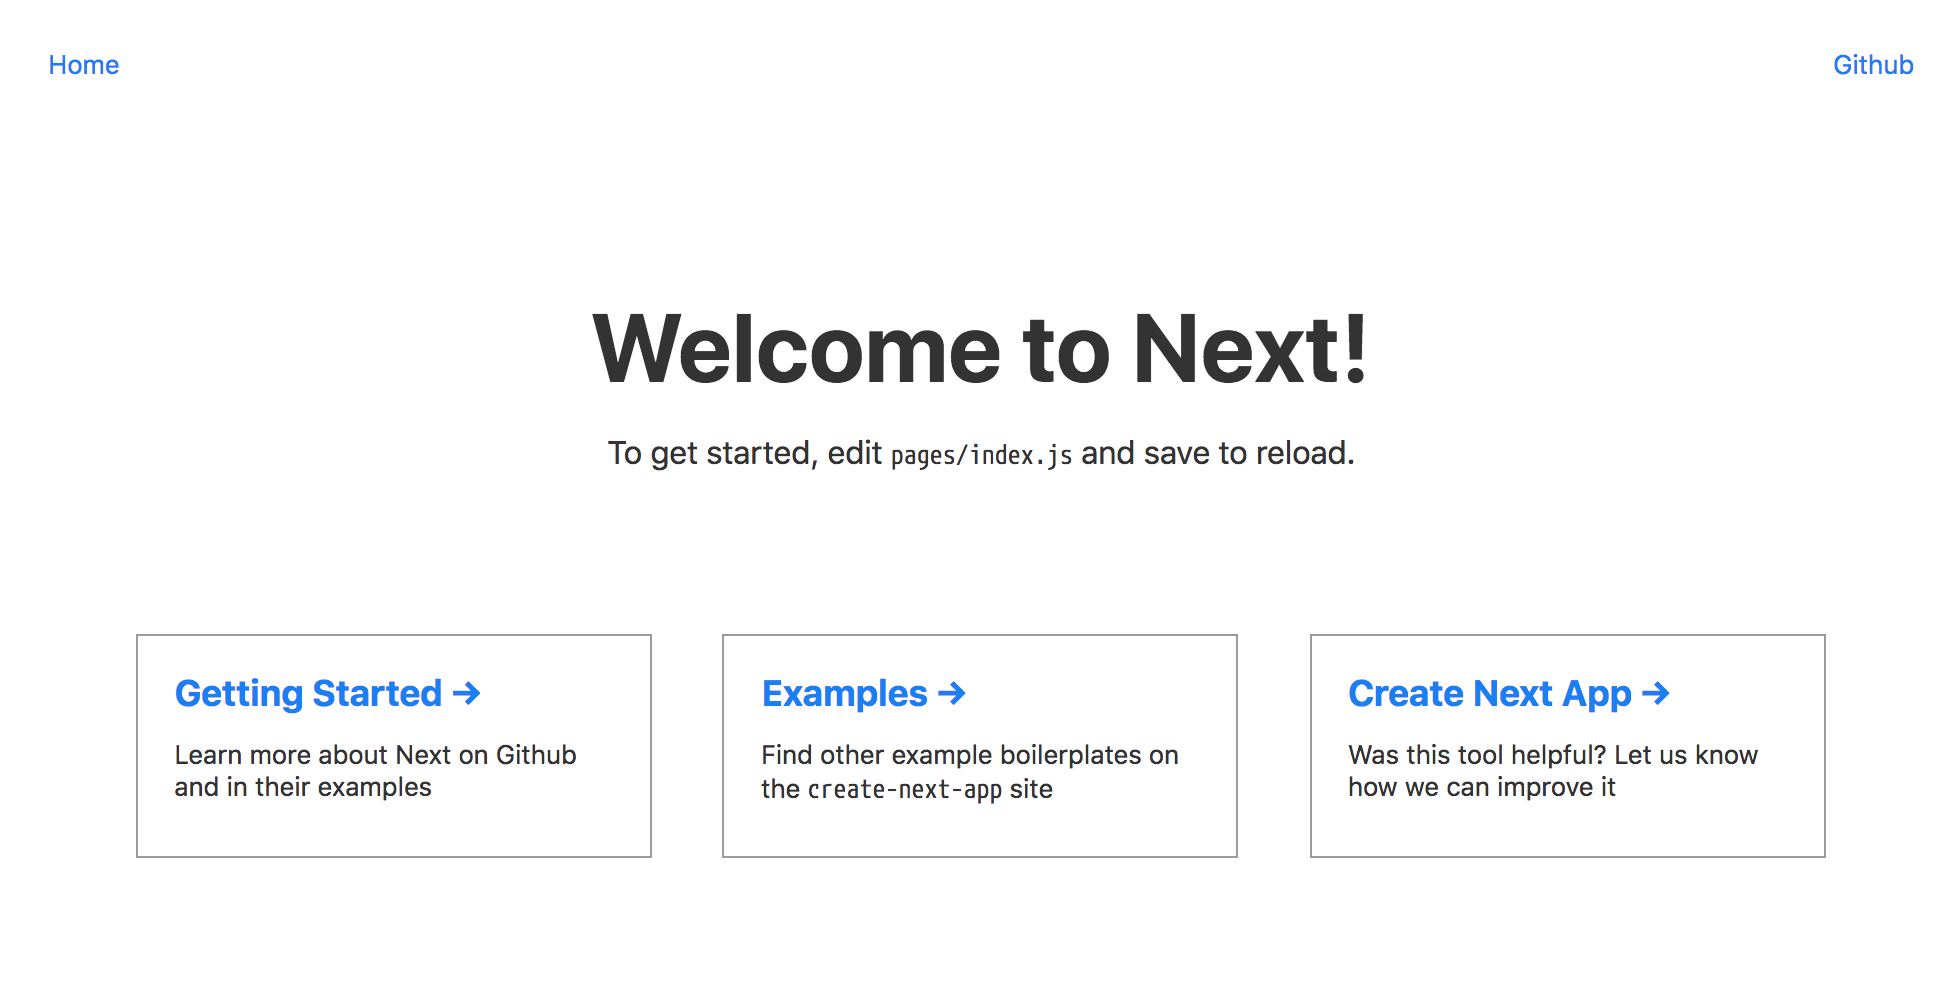 Home
Github
Welcome to Next!
To get started, edit pages/index.js and save to reload.
Getting Started →
Learn more about Next on Github
and in their examples
Examples →
Find other example boilerplates on
the create-next-app site
Create Next App →
Was this tool helpful? Let us know
how we can improve it